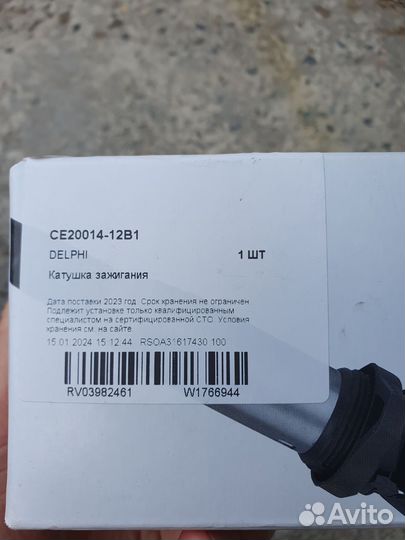 CE20014-12B1
DELPHI 1 ШТ
Катушка зажигания
Дата поставки 2023 год. Срок хранения не ограничен
Подлежит установке только квалифицированным
специалистом на сертифицированной СТО. Условия
хранения см. на сайте
15.01.2024 15:12:44 RSOA31617430 100
RV03982461 W1766944
Avito